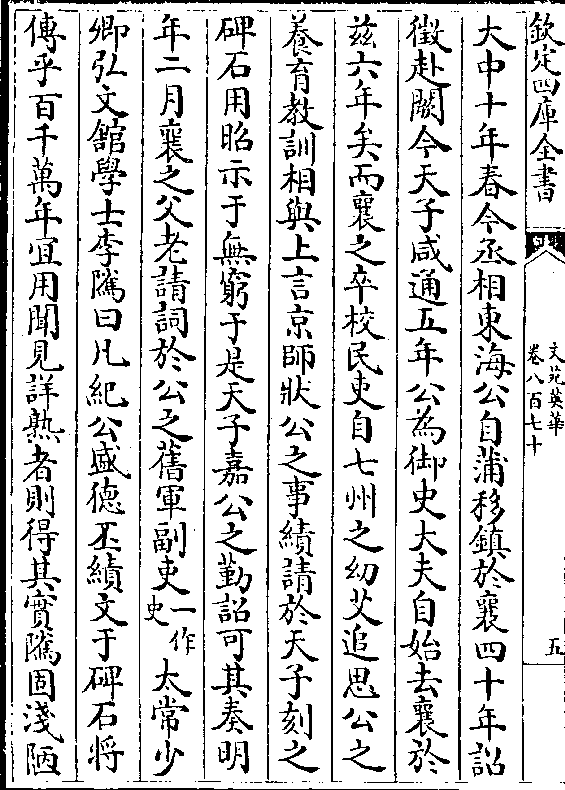 欽定四庫全書
文苑英華
卷八百七十
五
大中十年春今丞相東海公自蒲移鎮於襄四十年詔
徵赴闕今天子咸通五年公為御史大夫自始去襄於
兹六年矣而襄之卒校民吏自七州之㓜艾追思公之
養育教訓相與上言京師狀公之事績請於天子刻之
碑石用昭示于無窮于是天子嘉公之勤詔可其奏明
年二月襄之父老請詞於公之舊軍副吏一作史太常少
卿弘文館學士李隲曰凡紀公盛德丕績文于碑石将
傳乎百千萬年宜用聞見詳熟者則得其實隲固淺陋